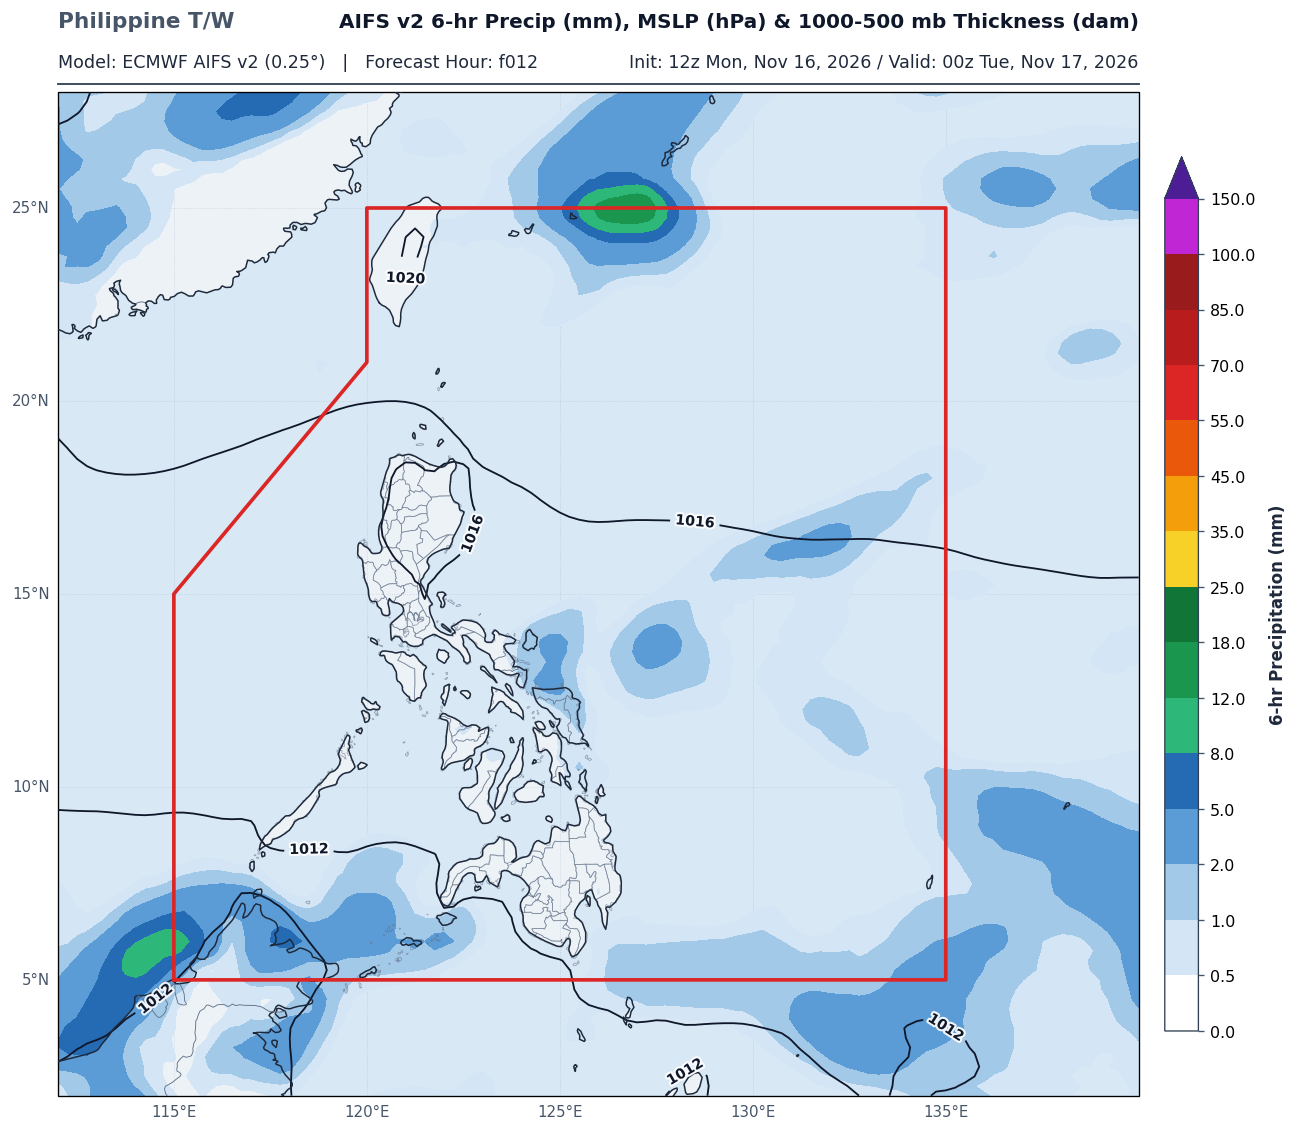 Philippine T/W
AIFS v2 6-hr Precip (mm), MSLP (hPa) & 1000-500 mb Thickness (dam)
Model: ECMWF AIFS v2 (0.25°)   |   Forecast Hour: f012
Init: 12z Mon, Nov 16, 2026 / Valid: 00z Tue, Nov 17, 2026
25°N
20°N
15°N
10°N
5°N
115°E
120°E
125°E
130°E
135°E
1020
1016
1016
1012
1012
1012
1012
150.0
100.0
85.0
70.0
55.0
45.0
35.0
25.0
18.0
12.0
8.0
5.0
2.0
1.0
0.5
0.0
6-hr Precipitation (mm)